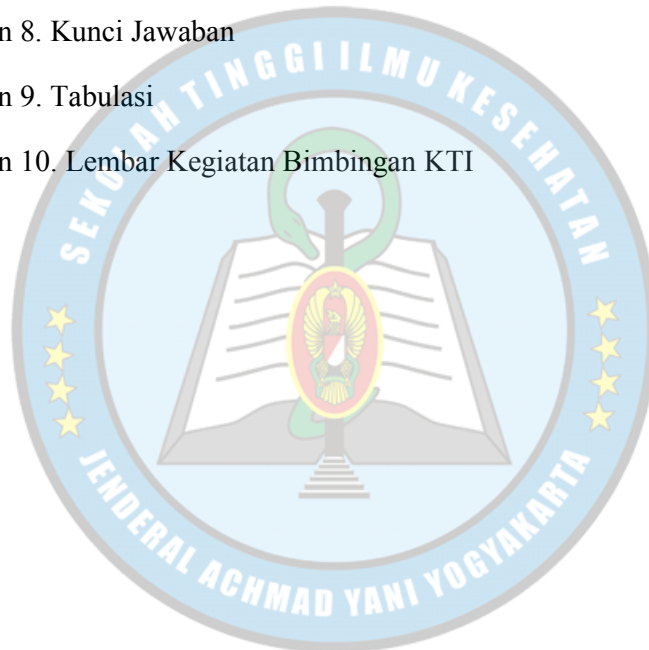 n 8. Kunci Jawaban
n 9. Tabulasi
n 10. Lembar Kegiatan Bimbingan KTI
SEKOLAH TINGGI ILMU KESEHATAN
JENDERAL ACHMAD YANI YOGYAKARTA